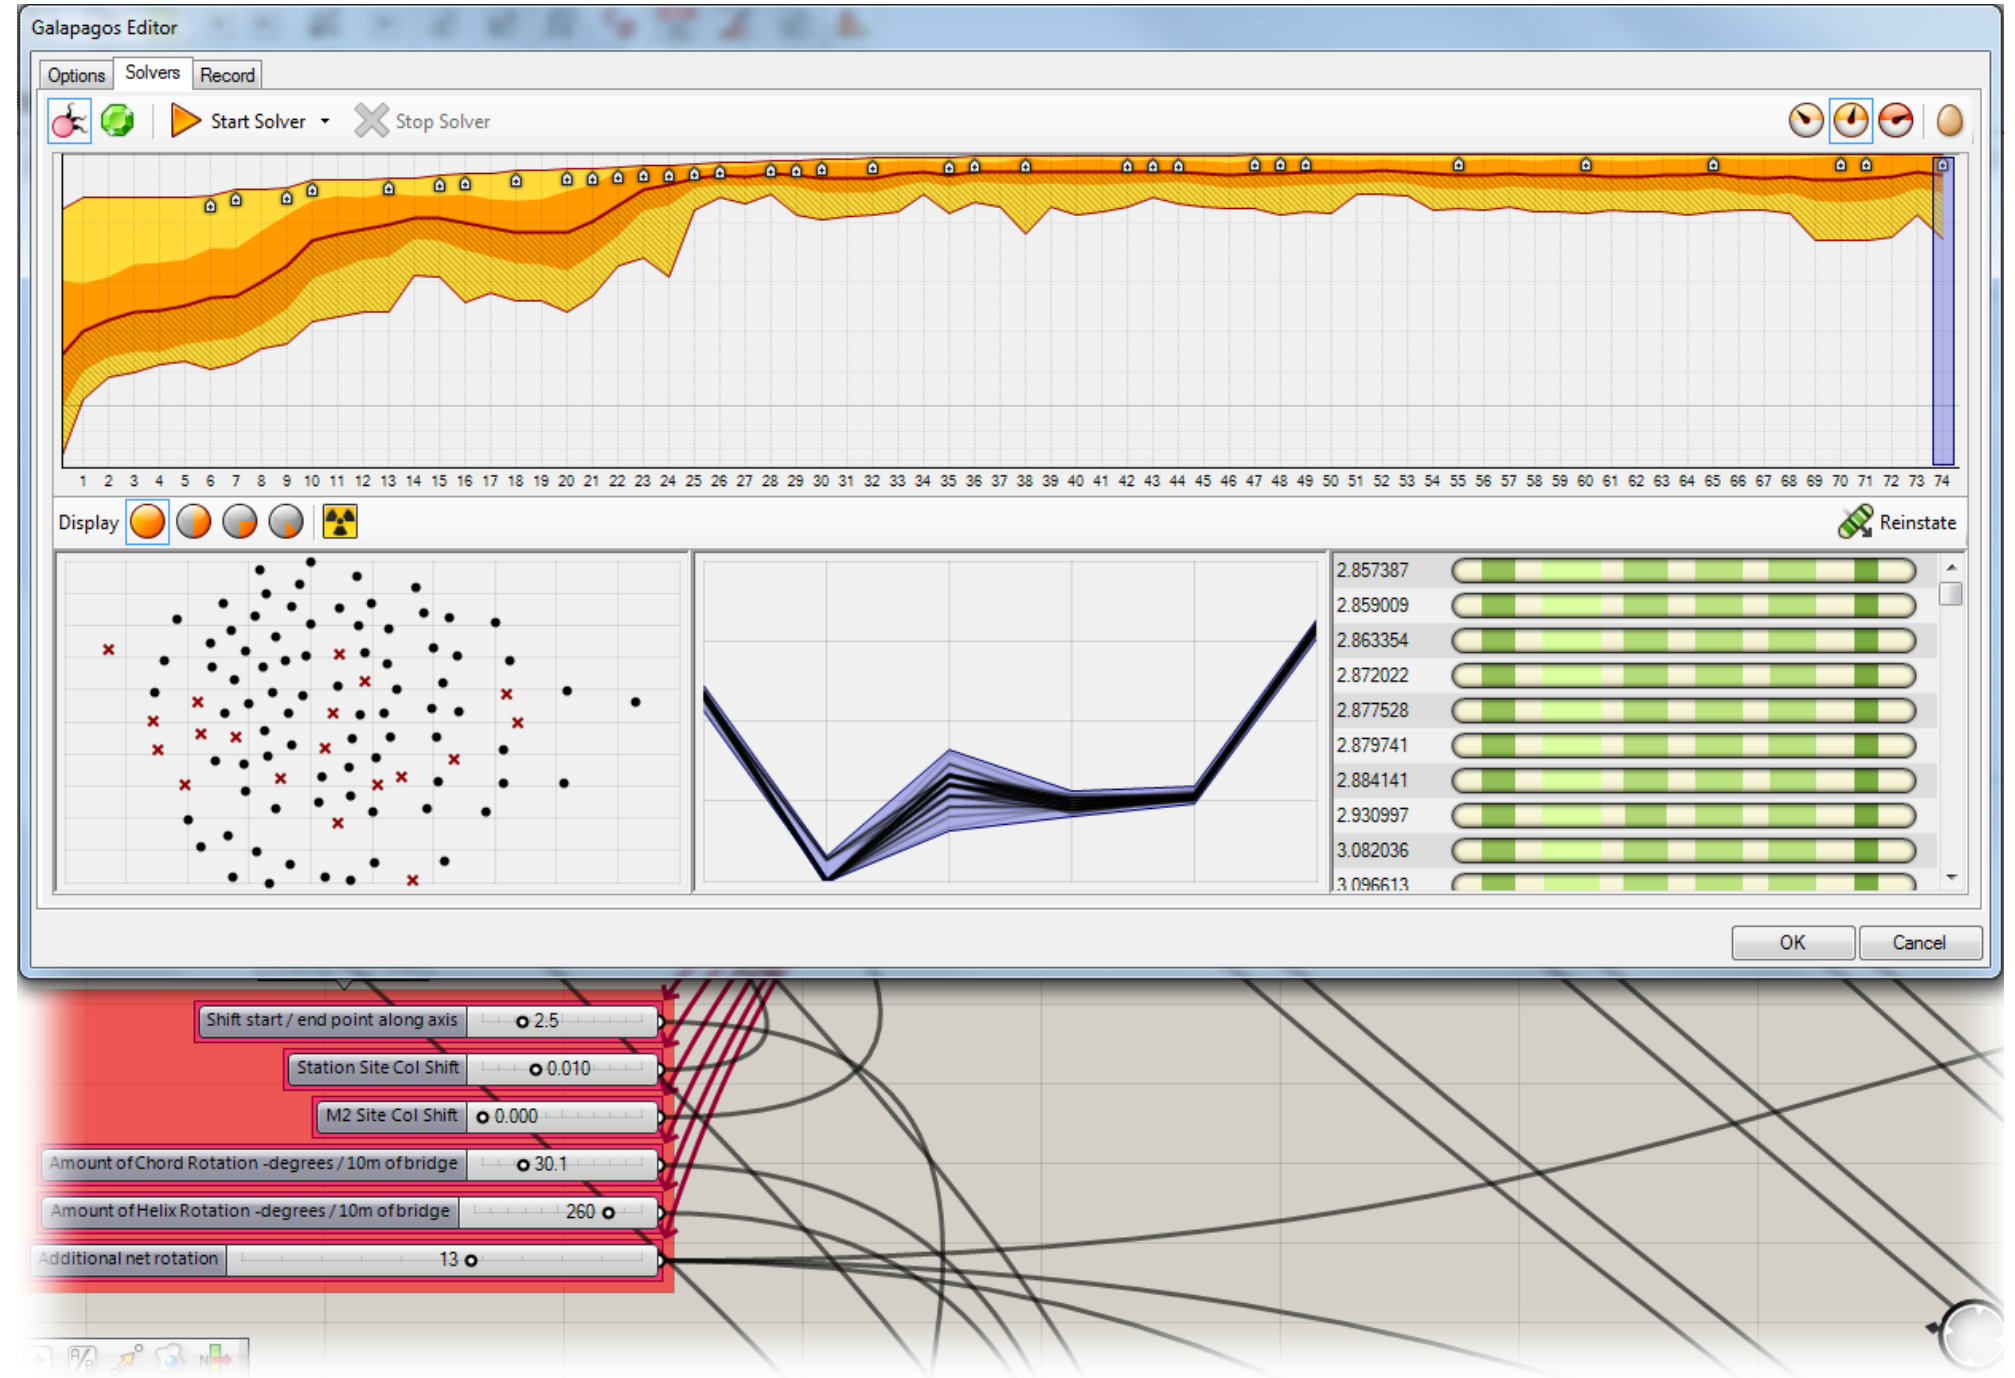 Galapagos Editor
Options Solvers Record
Start Solver Stop Solver
1 2 3 4 5 6 7 8 9 10 11 12 13 14 15 16 17 18 19 20 21 22 23 24 25 26 27 28 29 30 31 32 33 34 35 36 37 38 39 40 41 42 43 44 45 46 47 48 49 50 51 52 53 54 55 56 57 58 59 60 61 62 63 64 65 66 67 68 69 70 71 72 73 74
Display Reinstate
2.857387
2.859009
2.863354
2.872022
2.877528
2.879741
2.884141
2.930997
3.082036
3.096613
OK Cancel
Shift start / end point along axis 2.5
Station Site Col Shift 0.010
M2 Site Col Shift 0.000
Amount of Chord Rotation -degrees / 10m of bridge 30.1
Amount of Helix Rotation -degrees / 10m of bridge 260
Additional net rotation 13
A/B N